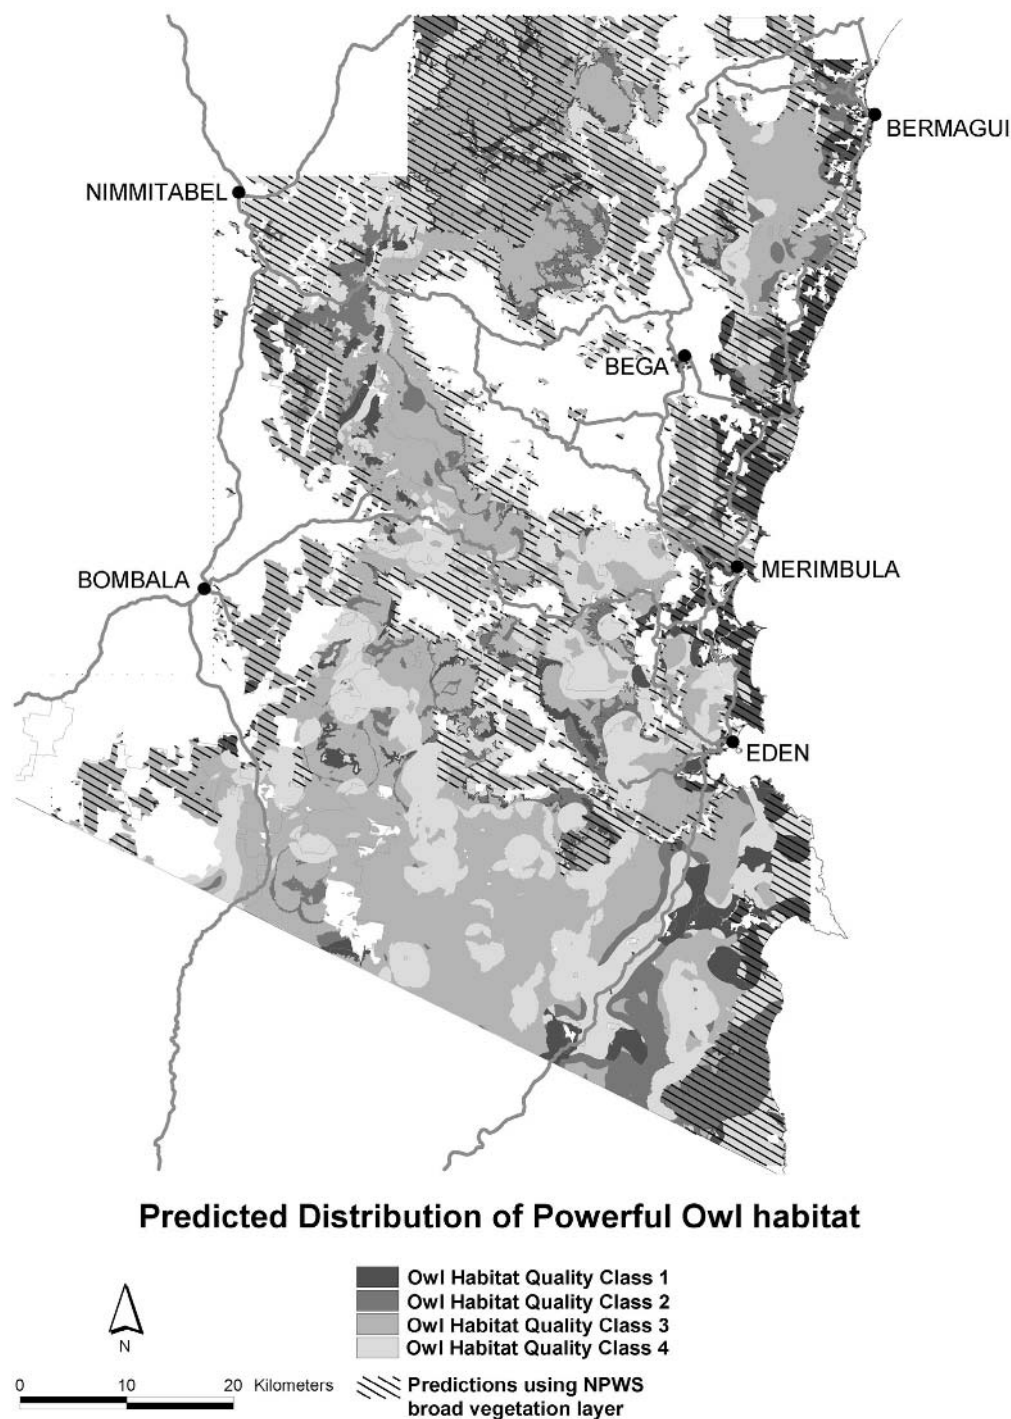 BERMAGUI
NIMMITABEL
BEGA
BOMBALA
MERIMBULA
EDEN
Predicted Distribution of Powerful Owl habitat
Owl Habitat Quality Class 1
Owl Habitat Quality Class 2
Owl Habitat Quality Class 3
Owl Habitat Quality Class 4
N
0 10 20 Kilometers
Predictions using NPWS
broad vegetation layer